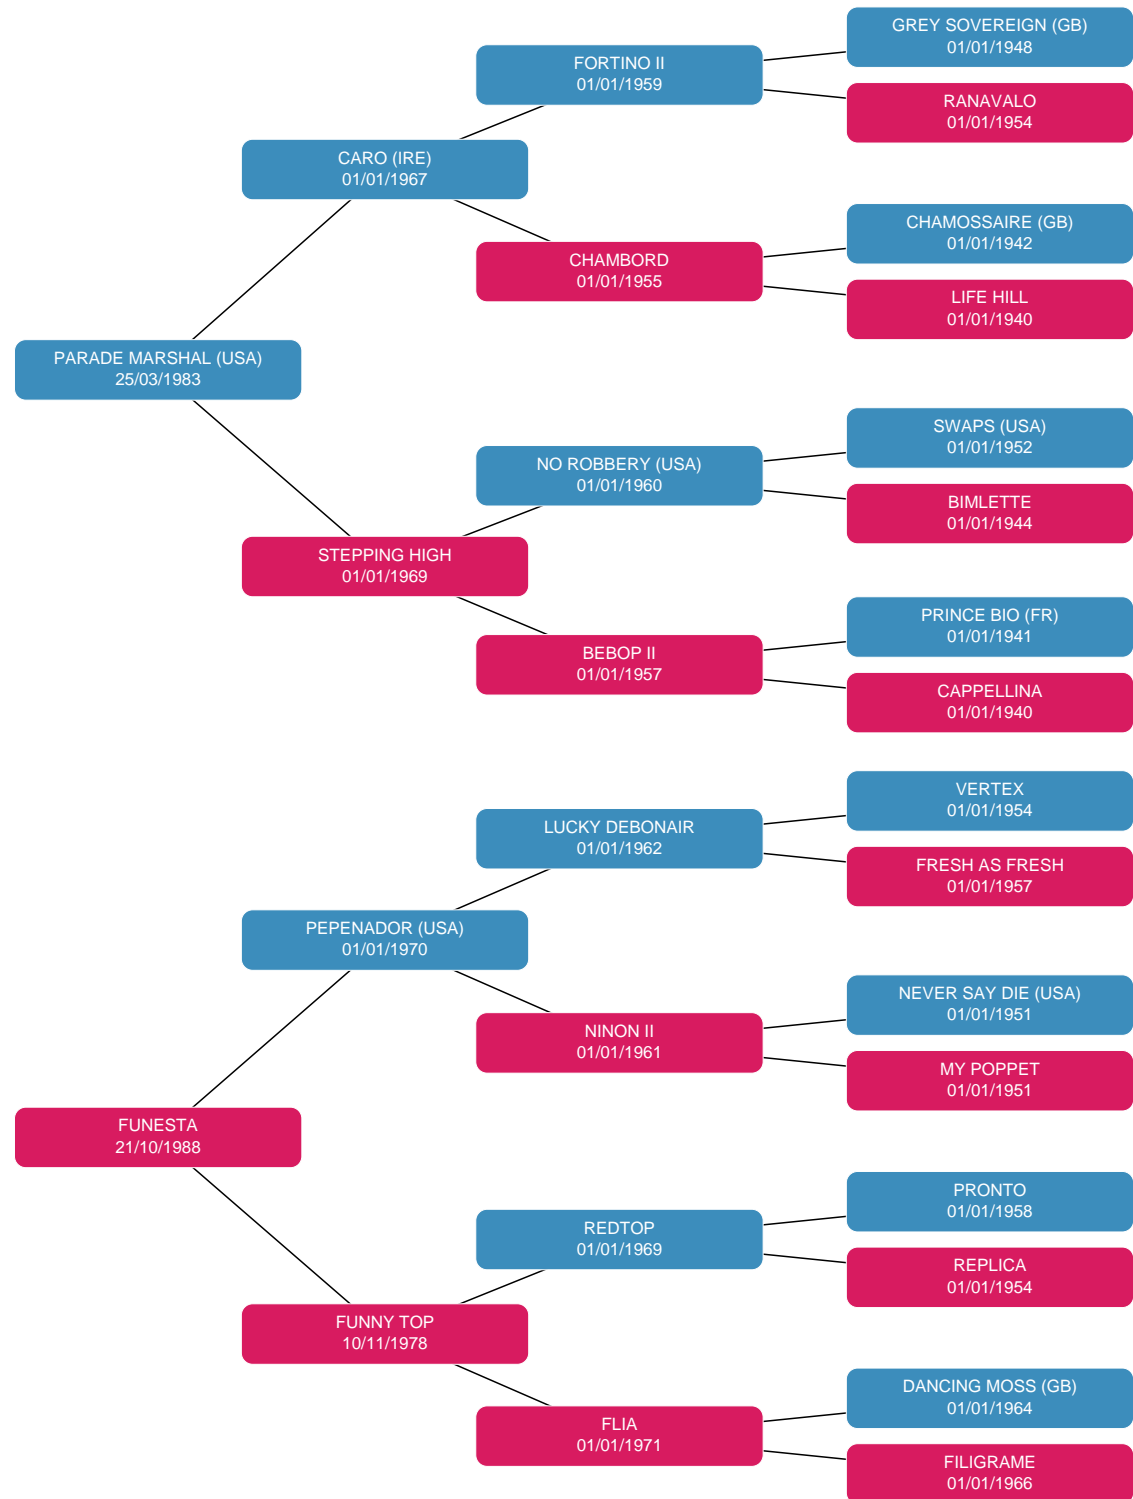 GREY SOVEREIGN (GB)
01/01/1948
FORTINO II
01/01/1959
RANAVALO
01/01/1954
CARO (IRE)
01/01/1967
CHAMOSSAIRE (GB)
01/01/1942
CHAMBORD
01/01/1955
LIFE HILL
01/01/1940
PARADE MARSHAL (USA)
25/03/1983
SWAPS (USA)
01/01/1952
NO ROBBERY (USA)
01/01/1960
BIMLETTE
01/01/1944
STEPPING HIGH
01/01/1969
PRINCE BIO (FR)
01/01/1941
BEBOP II
01/01/1957
CAPPELLINA
01/01/1940
VERTEX
01/01/1954
LUCKY DEBONAIR
01/01/1962
FRESH AS FRESH
01/01/1957
PEPENADOR (USA)
01/01/1970
NEVER SAY DIE (USA)
01/01/1951
NINON II
01/01/1961
MY POPPET
01/01/1951
FUNESTA
21/10/1988
PRONTO
01/01/1958
REDTOP
01/01/1969
REPLICA
01/01/1954
FUNNY TOP
10/11/1978
DANCING MOSS (GB)
01/01/1964
FLIA
01/01/1971
FILIGRAME
01/01/1966